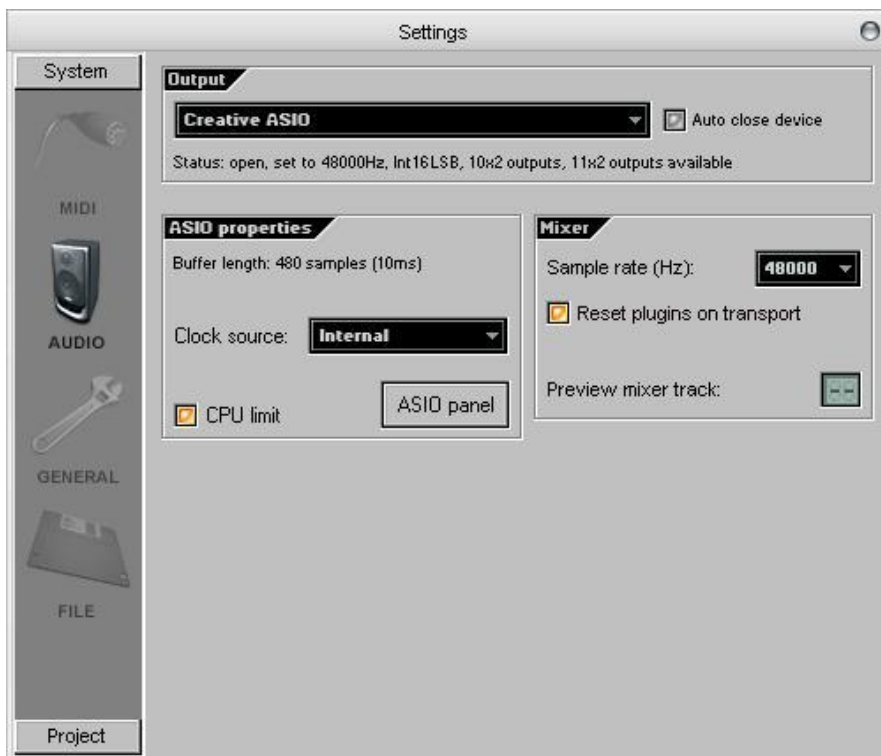 Settings
System
MIDI
AUDIO
GENERAL
FILE
Project
Output
Creative ASIO
Auto close device
Status: open, set to 48000Hz, Int16LSB, 10x2 outputs, 11x2 outputs available
ASIO properties
Buffer length: 480 samples (10ms)
Clock source: Internal
CPU limit
ASIO panel
Mixer
Sample rate (Hz): 48000
Reset plugins on transport
Preview mixer track: --